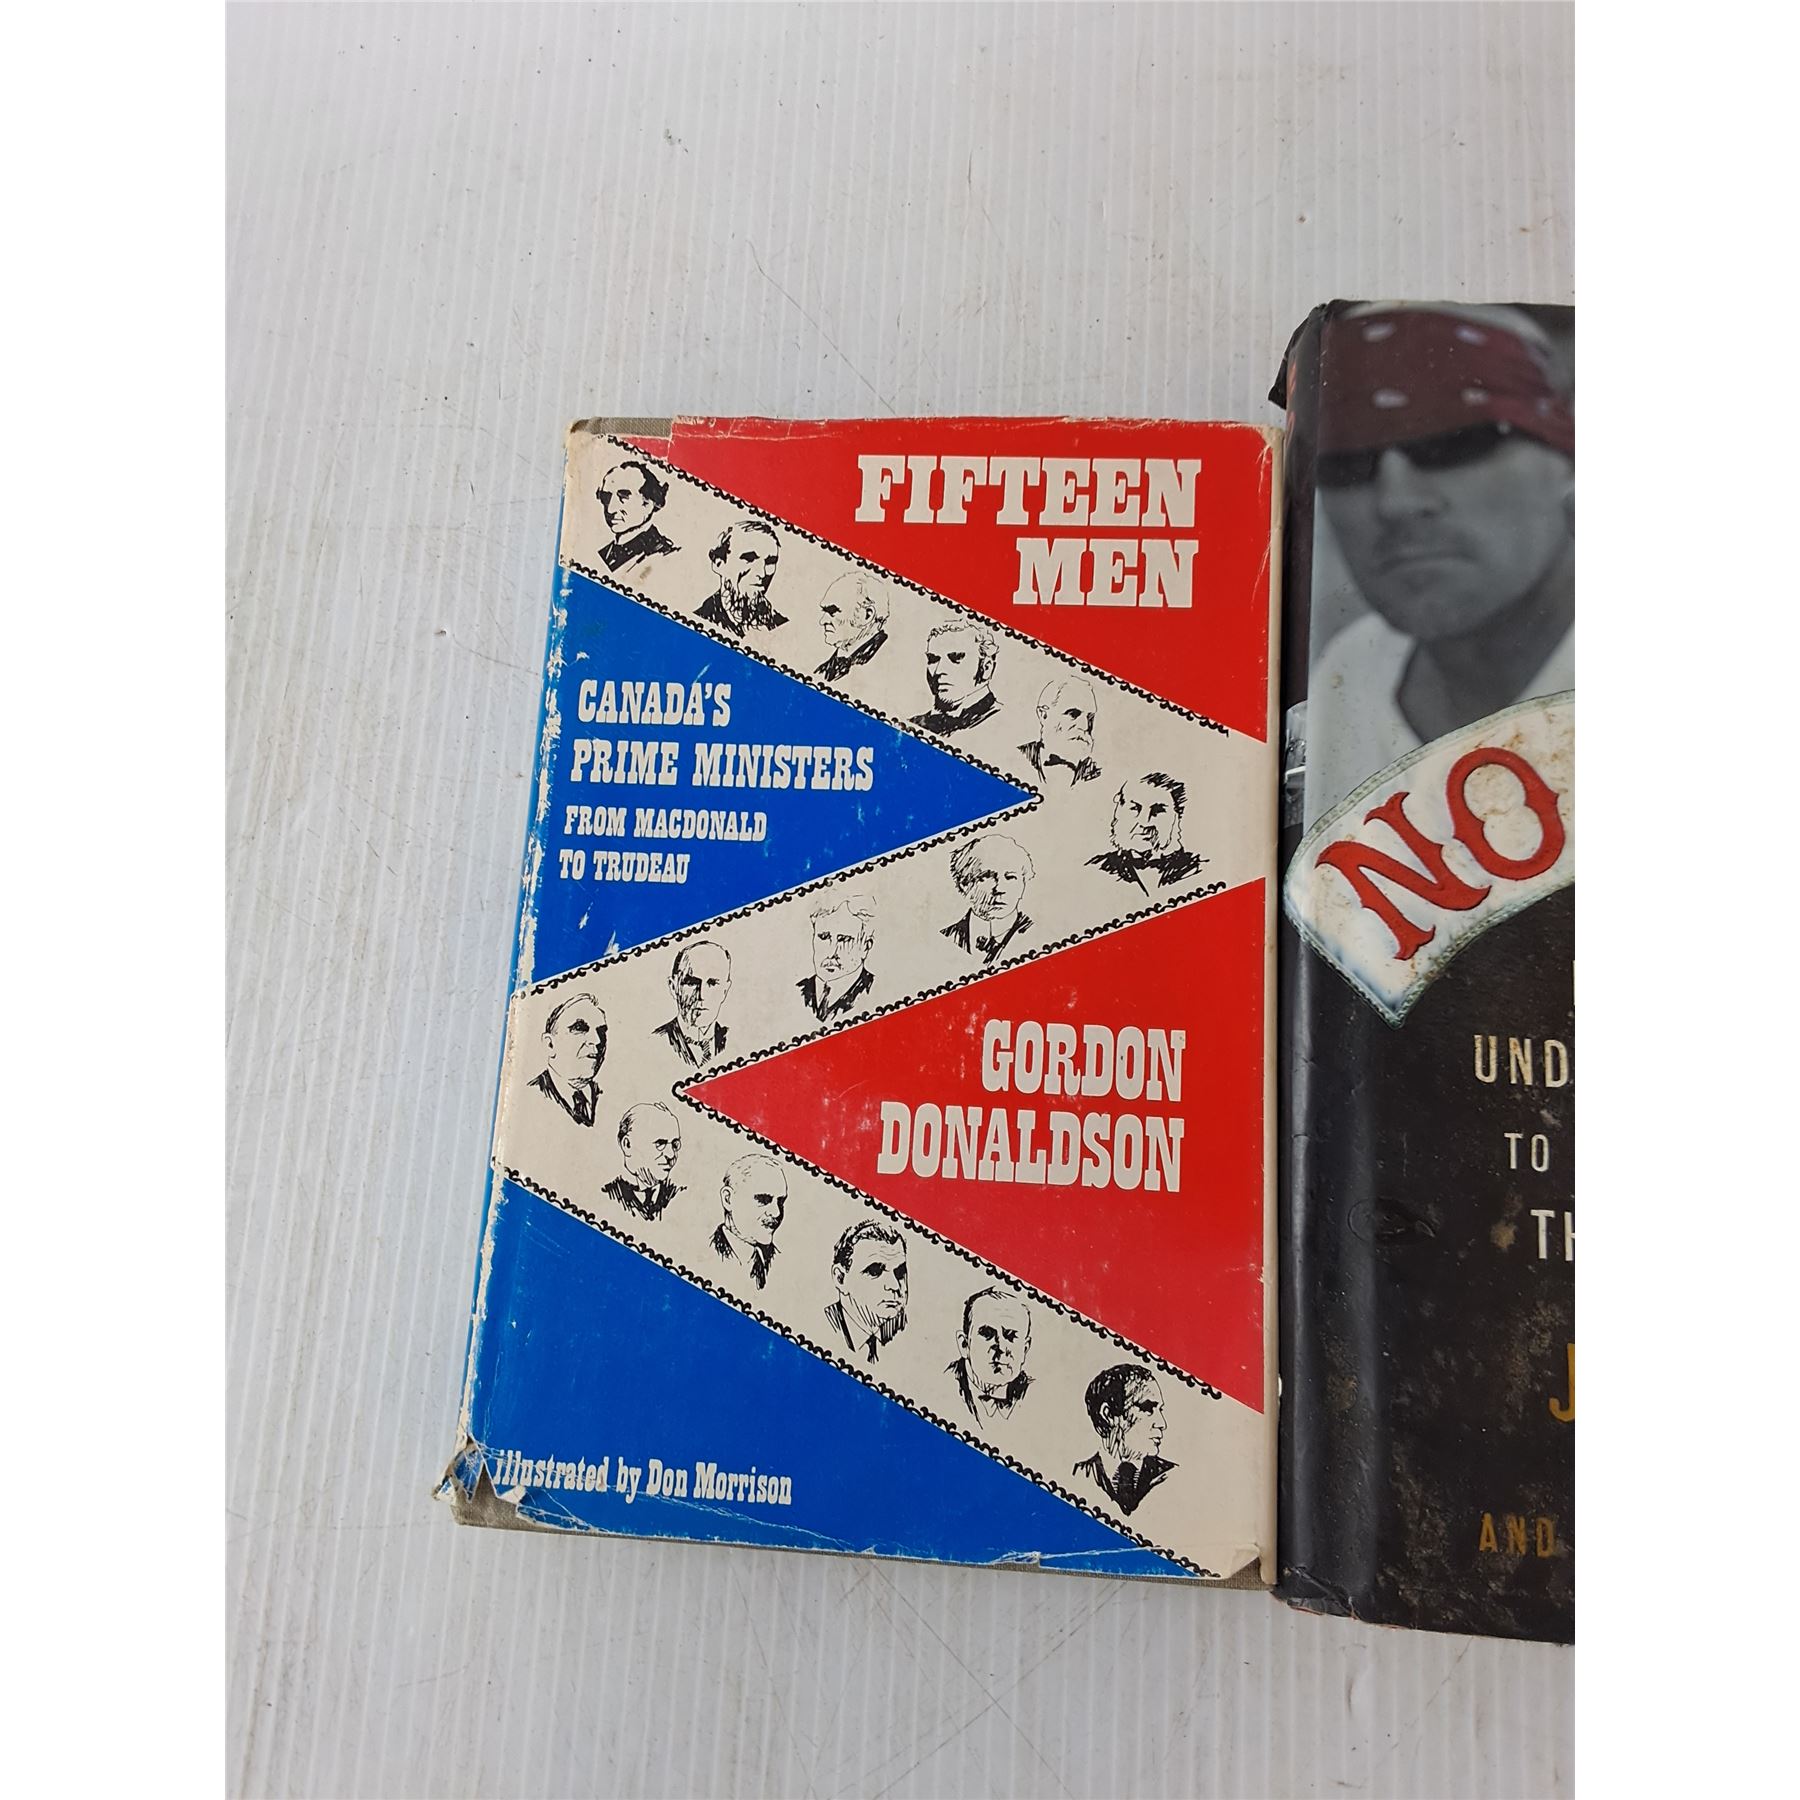 FIFTEEN
MEN
CANADA'S
PRIME MINISTERS
FROM MACDONALD
TO TRUDEAU
GORDON
DONALDSON
illustrated by Don Morrison
NO
UND
TO
TH
J
AND